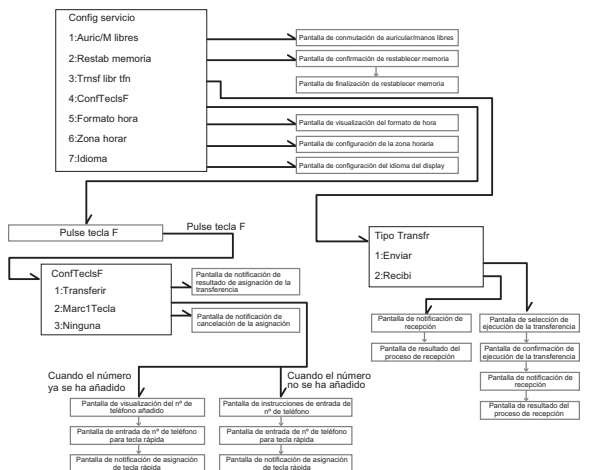 Config servicio
1:Auric/M libres
2:Restab memoria
3:Trnsf libr tfn
4:ConfTeclsF
5:Formato hora
6:Zona horar
7:Idioma
Pantalla de conmutación de auricular/manos libres
Pantalla de confirmación de restablecer memoria
Pantalla de finalización de restablecer memoria
Pantalla de visualización del formato de hora
Pantalla de configuración de la zona horaria
Pantalla de configuración del idioma del display
Pulse tecla F
Pulse tecla F
ConfTeclsF
1:Transferir
2:Marc1Tecla
3:Ninguna
Pantalla de notificación de
resultado de asignación de la
transferencia
Pantalla de notificación de
cancelación de la asignación
Tipo Transfr
1:Enviar
2:Recibi
Pantalla de notificación de
recepción
Pantalla de resultado del
proceso de recepción
Pantalla de selección de
ejecución de la transferencia
Pantalla de confirmación de
ejecución de la transferencia
Pantalla de notificación de
recepción
Pantalla de resultado del
proceso de recepción
Cuando el número
ya se ha añadido
Pantalla de visualización del nº de
teléfono añadido
Pantalla de entrada de nº de teléfono
para tecla rápida
Pantalla de notificación de asignación
de tecla rápida
Cuando el número
no se ha añadido
Pantalla de instrucciones de entrada de
nº de teléfono
Pantalla de entrada de nº de teléfono
para tecla rápida
Pantalla de notificación de asignación
de tecla rápida